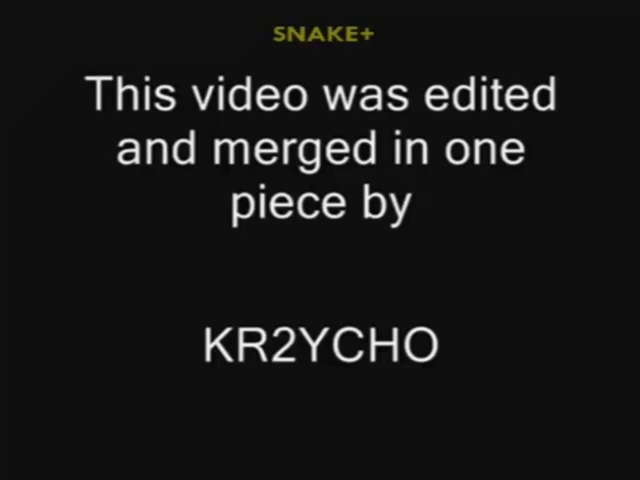 SNAKE+
This video was edited
and merged in one
piece by
KR2YCHO